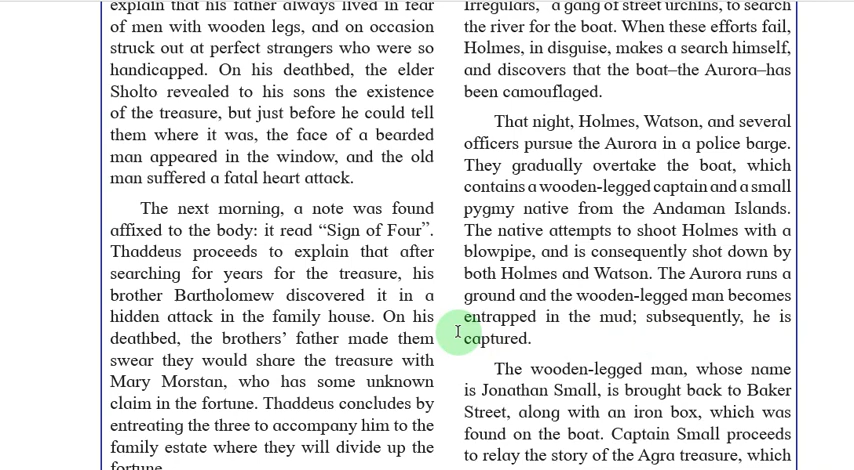 explain that his father always lived in fear
of men with wooden legs, and on occasion
struck out at perfect strangers who were so
handicapped. On his deathbed, the elder
Sholto revealed to his sons the existence
of the treasure, but just before he could tell
them where it was, the face of a bearded
man appeared in the window, and the old
man suffered a fatal heart attack.
The next morning, a note was found
affixed to the body: it read “Sign of Four”.
Thaddeus proceeds to explain that after
searching for years for the treasure, his
brother Bartholomew discovered it in a
hidden attack in the family house. On his
deathbed, the brothers’ father made them
swear they would share the treasure with
Mary Morstan, who has some unknown
claim in the fortune. Thaddeus concludes by
entreating the three to accompany him to the
family estate where they will divide up the
fortune.
Irregulars,” a gang of street urchins, to search
the river for the boat. When these efforts fail,
Holmes, in disguise, makes a search himself,
and discovers that the boat–the Aurora–has
been camouflaged.
That night, Holmes, Watson, and several
officers pursue the Aurora in a police barge.
They gradually overtake the boat, which
contains a wooden-legged captain and a small
pygmy native from the Andaman Islands.
The native attempts to shoot Holmes with a
blowpipe, and is consequently shot down by
both Holmes and Watson. The Aurora runs a
ground and the wooden-legged man becomes
entrapped in the mud; subsequently, he is
captured.
The wooden-legged man, whose name
is Jonathan Small, is brought back to Baker
Street, along with an iron box, which was
found on the boat. Captain Small proceeds
to relay the story of the Agra treasure, which